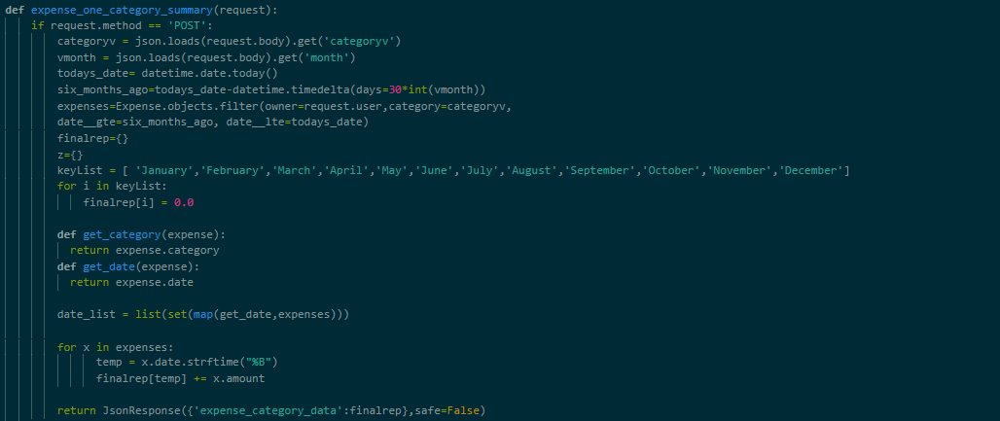 def expense_one_category_summary(request):
if request.method == 'POST':
categoryv = json.loads(request.body).get('categoryv')
vmonth = json.loads(request.body).get('month')
todays_date= datetime.date.today()
six_months_ago=todays_date-datetime.timedelta(days=30*int(vmonth))
expenses=Expense.objects.filter(owner=request.user,category=categoryv,
date__gte=six_months_ago, date__lte=todays_date)
finalrep={}
z={}
keyList = [ 'January','February','March','April','May','June','July','August','September','October','November','December']
for i in keyList:
finalrep[i] = 0.0
def get_category(expense):
return expense.category
def get_date(expense):
return expense.date
date_list = list(set(map(get_date,expenses)))
for x in expenses:
temp = x.date.strftime("%B")
finalrep[temp] += x.amount
return JsonResponse({'expense_category_data':finalrep},safe=False)